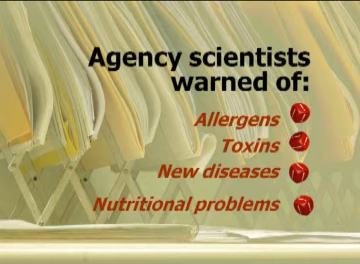 Agency scientists
warned of:
Allergens
Toxins
New diseases
Nutritional problems